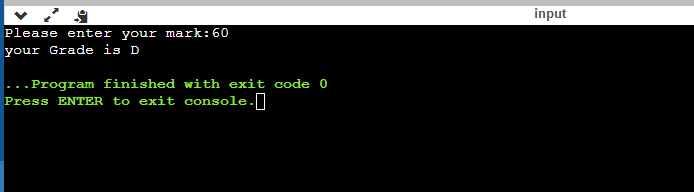 input
Please enter your mark:60
your Grade is D
...Program finished with exit code 0
Press ENTER to exit console.